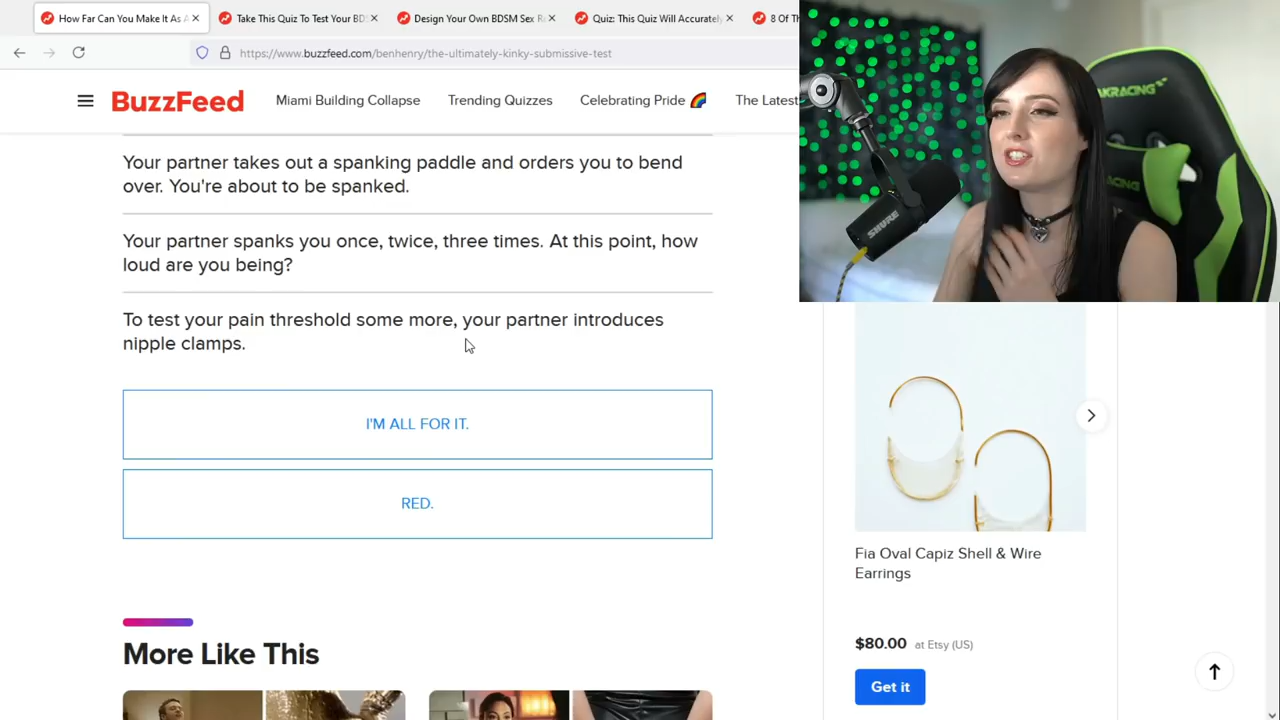 How Far Can You Make It As A
Take This Quiz To Test Your BD
Design Your Own BDSM Sex R
Quiz: This Quiz Will Accurately
8 Of Th
https://www.buzzfeed.com/benhenry/the-ultimately-kinky-submissive-test
BuzzFeed
Miami Building Collapse
Trending Quizzes
Celebrating Pride
The Latest
Your partner takes out a spanking paddle and orders you to bend
over. You're about to be spanked.
Your partner spanks you once, twice, three times. At this point, how
loud are you being?
To test your pain threshold some more, your partner introduces
nipple clamps.
I'M ALL FOR IT.
RED.
More Like This
AKRACING
RACING
SHURE
Fia Oval Capiz Shell & Wire
Earrings
$80.00 at Etsy (US)
Get it